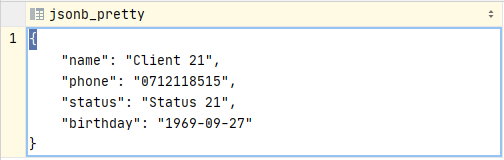 jsonb_pretty
1 {
    "name": "Client 21",
    "phone": "0712118515",
    "status": "Status 21",
    "birthday": "1969-09-27"
}